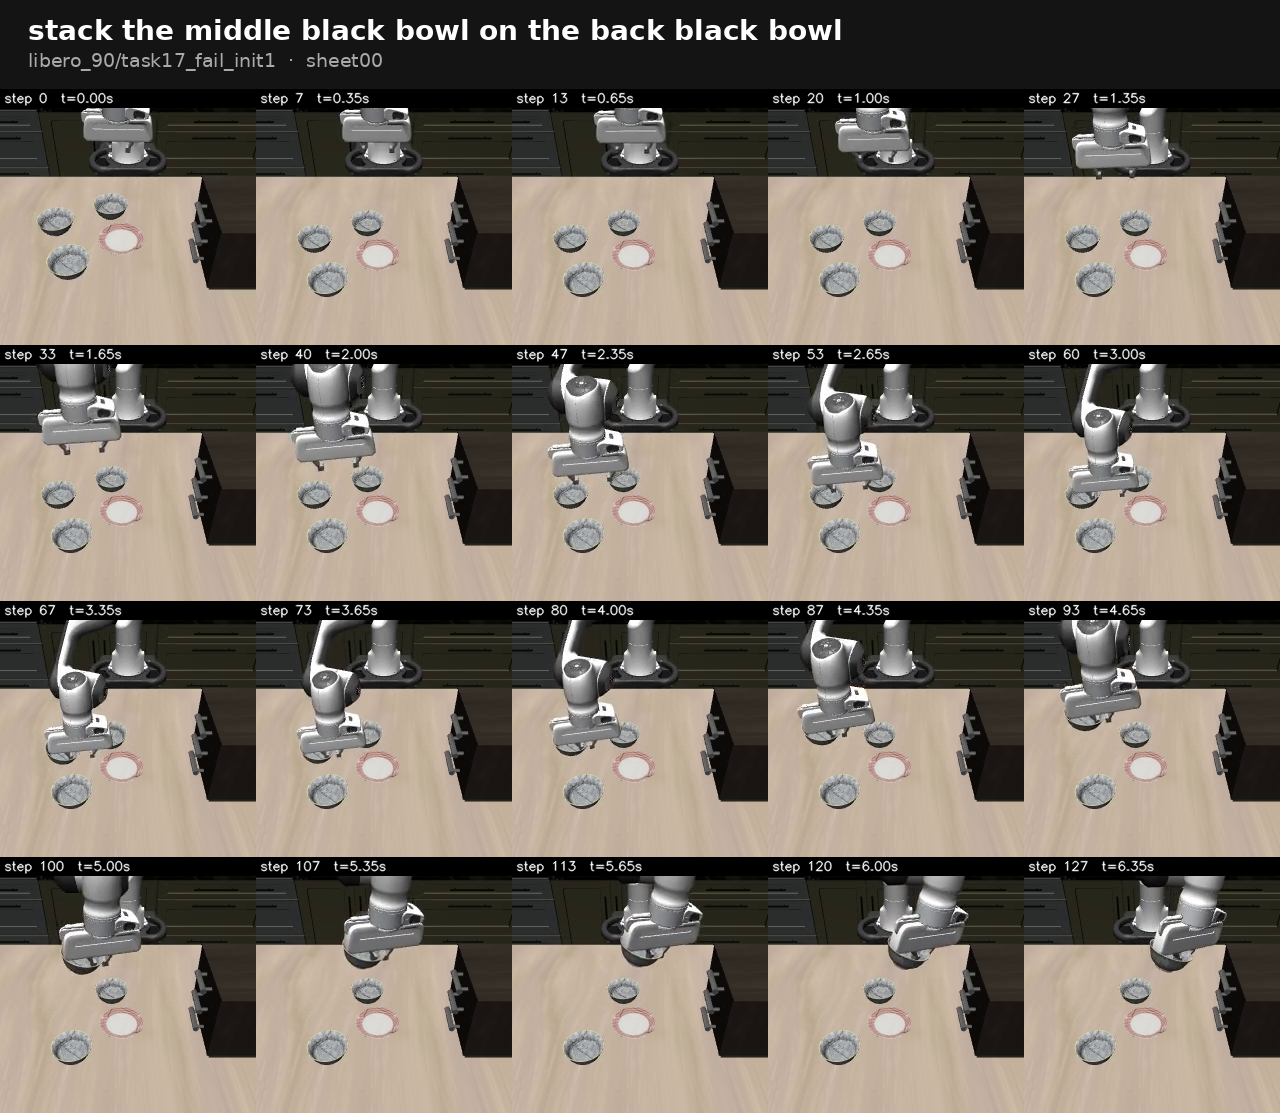 stack the middle black bowl on the back black bowl
libero_90/task17_fail_init1 · sheet00
step 0 t=0.00s
step 7 t=0.35s
step 13 t=0.65s
step 20 t=1.00s
step 27 t=1.35s
step 33 t=1.65s
step 40 t=2.00s
step 47 t=2.35s
step 53 t=2.65s
step 60 t=3.00s
step 67 t=3.35s
step 73 t=3.65s
step 80 t=4.00s
step 87 t=4.35s
step 93 t=4.65s
step 100 t=5.00s
step 107 t=5.35s
step 113 t=5.65s
step 120 t=6.00s
step 127 t=6.35s